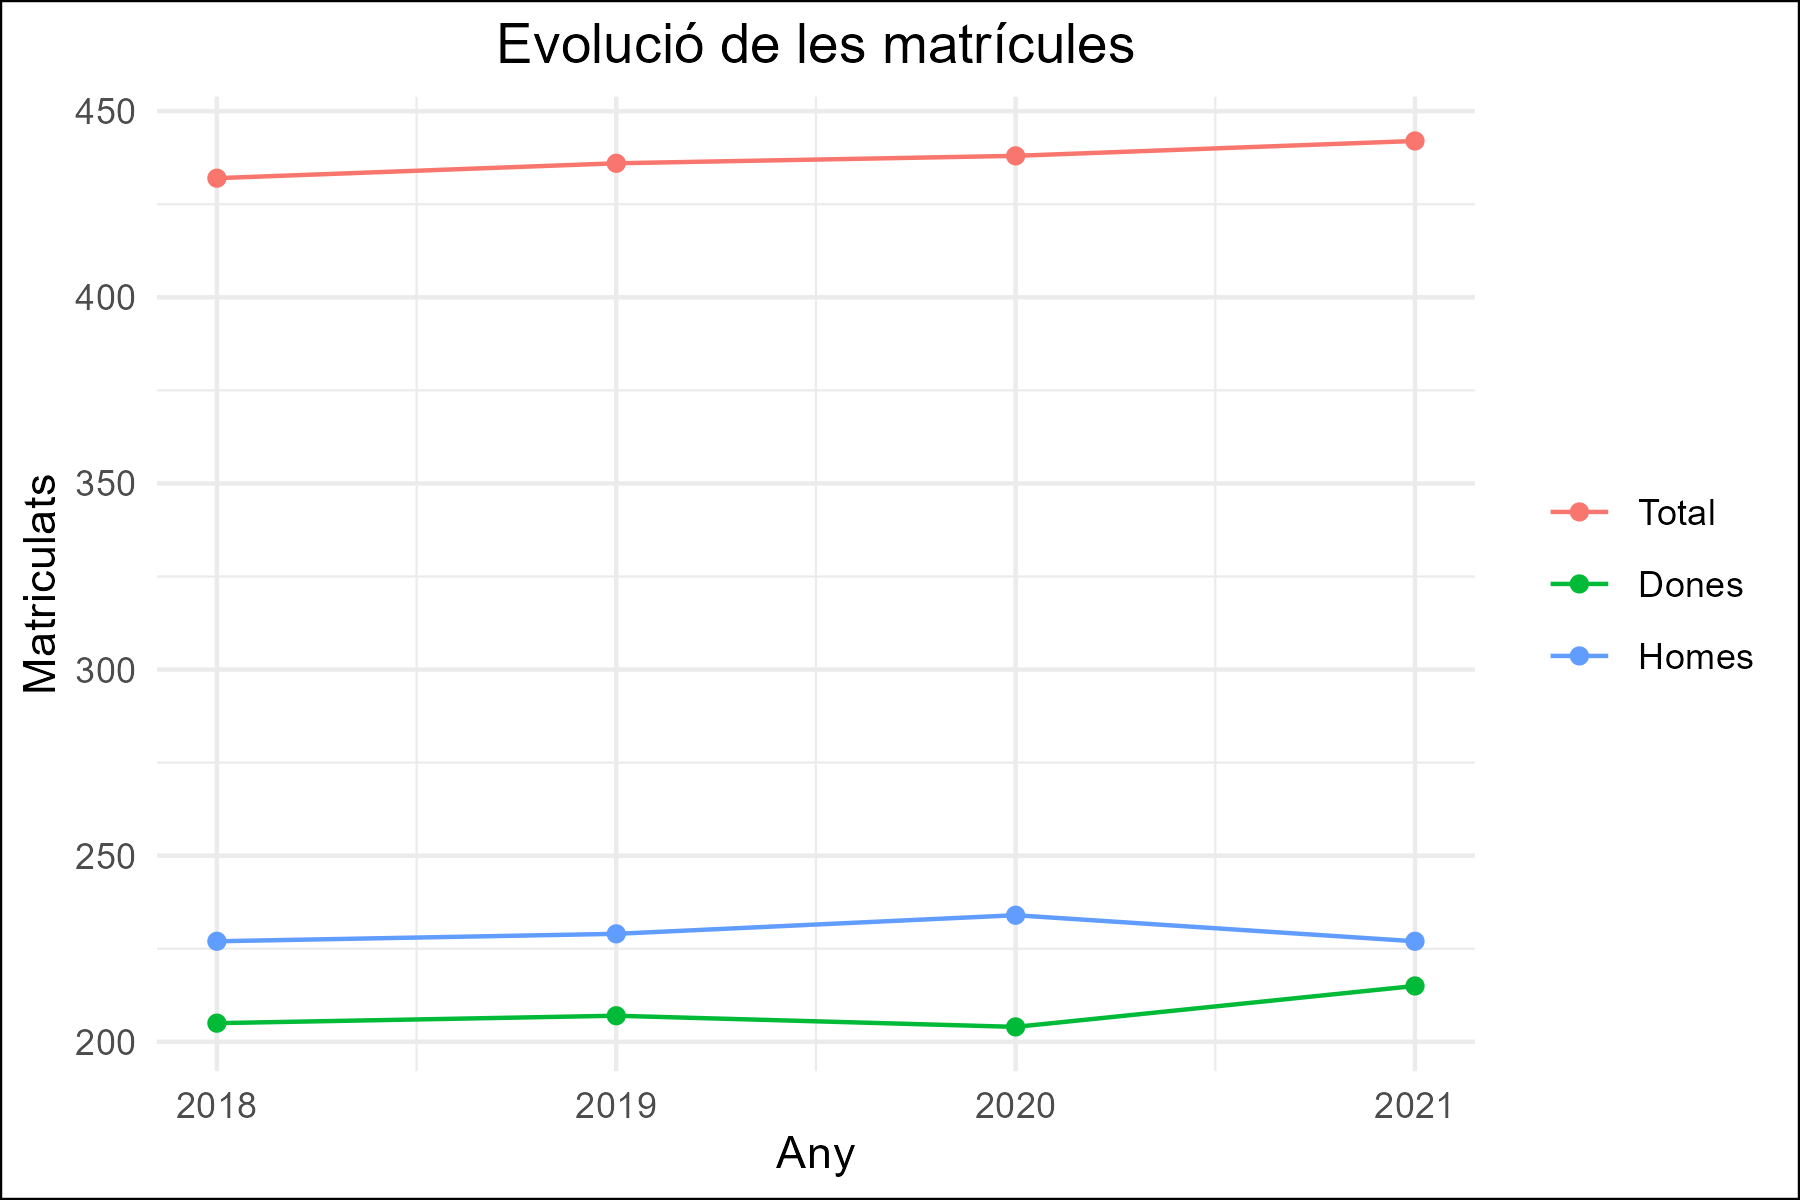 Evolució de les matrícules
450
400
350
300
250
200
Matriculats
2018
2019
2020
2021
Any
Total
Dones
Homes